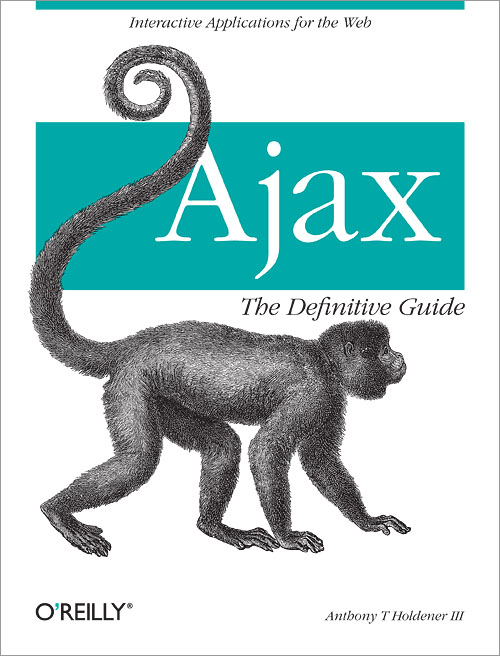 Interactive Applications for the Web
Ajax
The Definitive Guide
O'REILLY®
Anthony T Holdener III